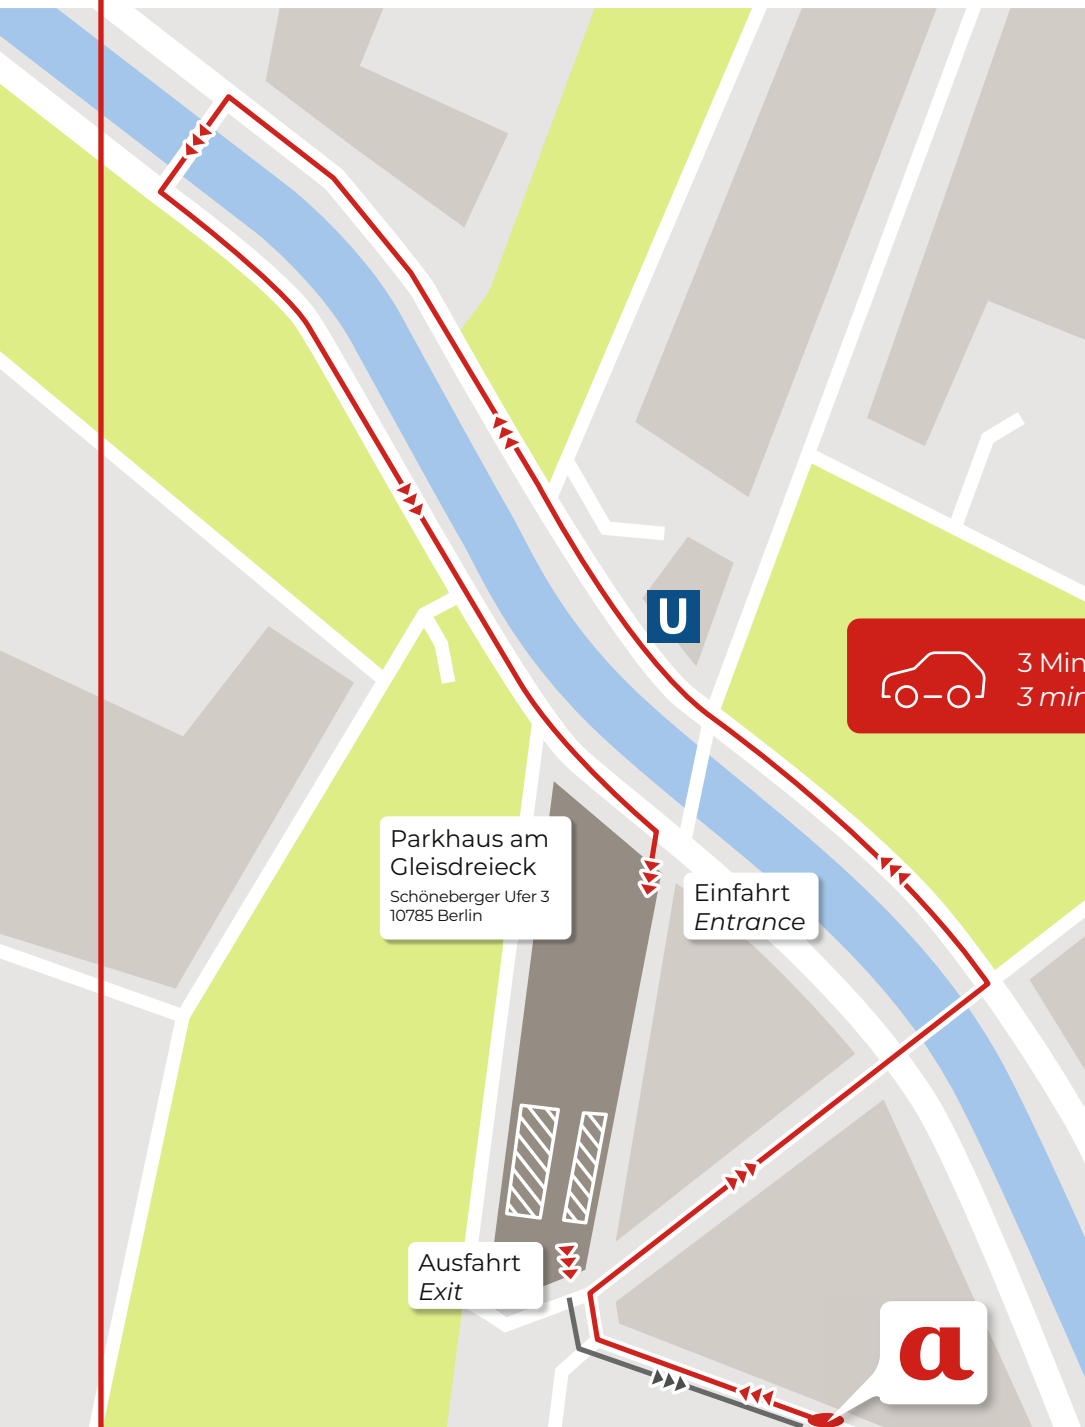 U
3 Min
3 min
Parkhaus am
Gleisdreieck
Schöneberger Ufer 3
10785 Berlin
Einfahrt
Entrance
Ausfahrt
Exit
a